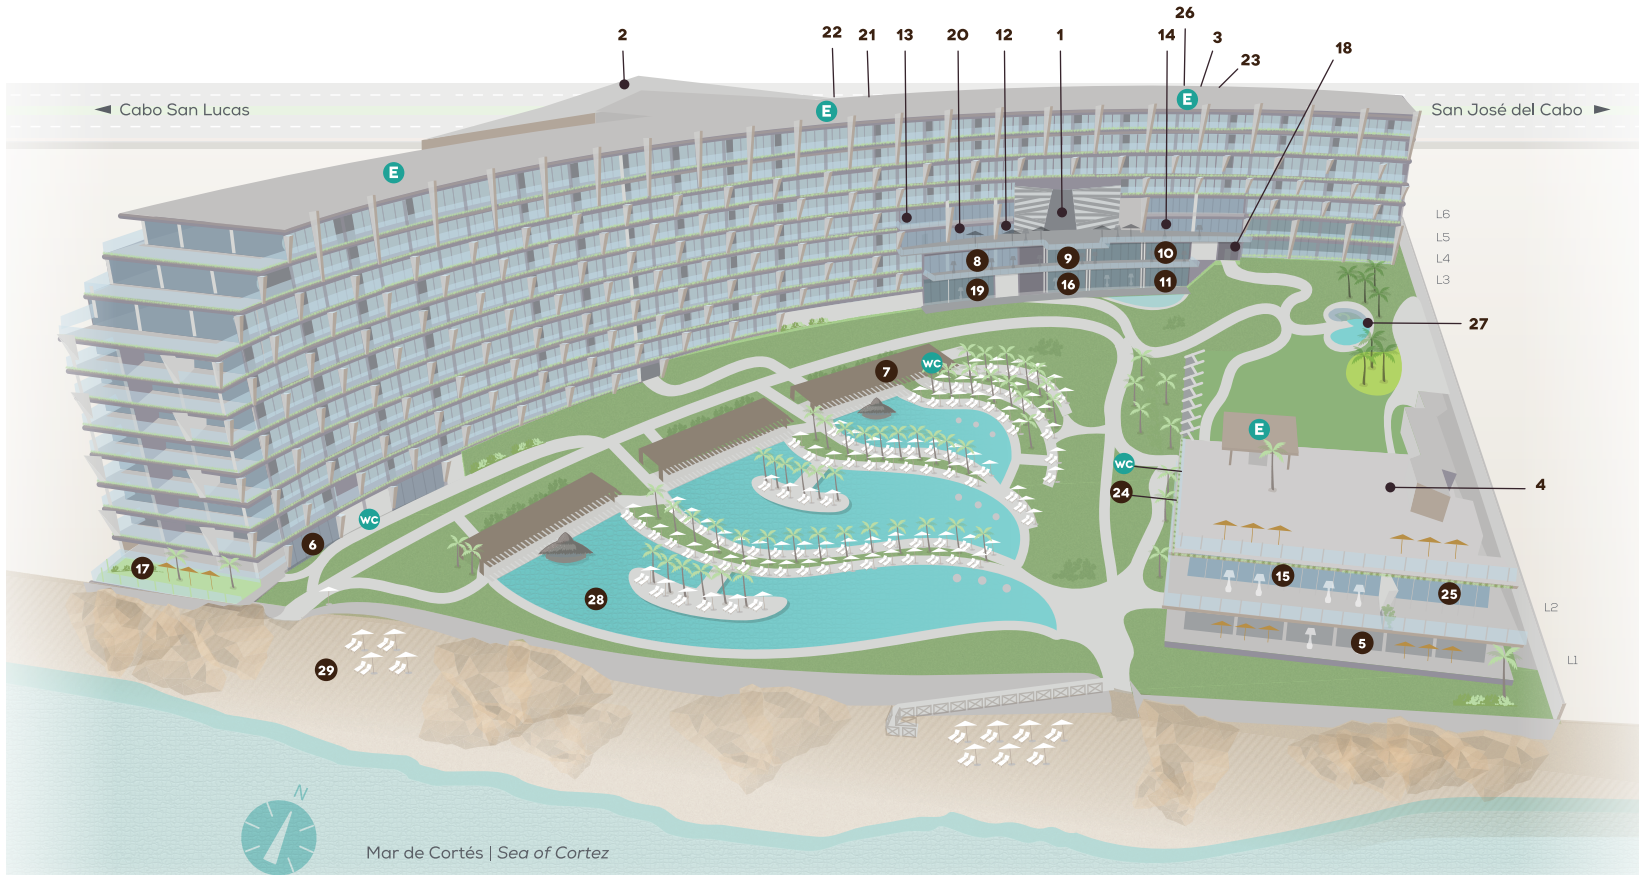 26
2
22
21
13
20
12
1
14
3
18
23
◄ Cabo San Lucas
E
E
San José del Cabo ►
E
L6
L5
L4
L3
8
9
10
19
16
11
27
7
WC
E
WC
24
4
WC
6
17
15
25
28
L2
5
L1
29
N
Mar de Cortés | Sea of Cortez